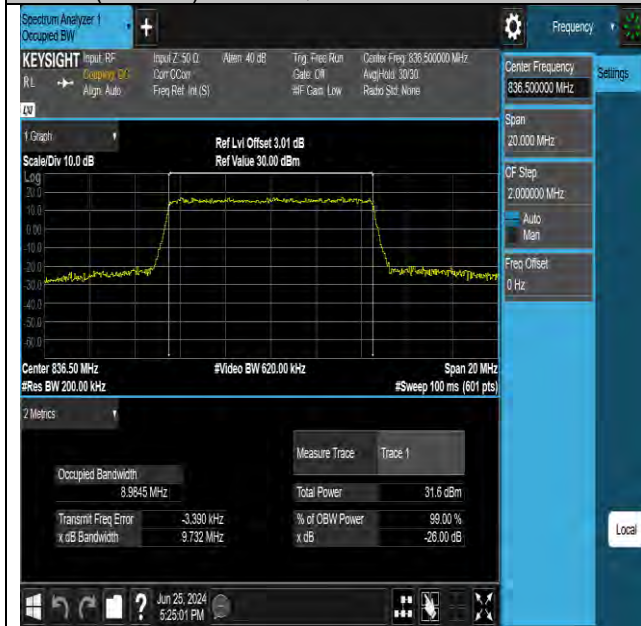 Spectrum Analyzer 1
Occupied BW
+
Frequency
KEYSIGHT Input: RF Input Z: 50 Ω Atten: 40 dB Trig: Free Run Center Freq: 836.500000 MHz
RL Coupling: DC Corr CCorr Gate: Off Avg|Hold: 30/30
Align: Auto Freq Ref: Int (S) #IF Gain: Low Radio Std: None
LXI
Center Frequency
836.500000 MHz
Settings
Span
20.000 MHz
CF Step
2.000000 MHz
Auto
Man
Freq Offset
0 Hz
1 Graph
Ref Lvl Offset 3.01 dB
Scale/Div 10.0 dB Ref Value 30.00 dBm
Log
20.0
10.0
0.00
-10.0
-20.0
-30.0
-40.0
-50.0
-60.0
Center 836.50 MHz #Video BW 620.00 kHz Span 20 MHz
#Res BW 200.00 kHz #Sweep 100 ms (601 pts)
2 Metrics
Measure Trace Trace 1
Occupied Bandwidth
8.9845 MHz
Total Power 31.6 dBm
Transmit Freq Error -3.390 kHz % of OBW Power 99.00 %
x dB Bandwidth 9.732 MHz x dB -26.00 dB
Local
?
Jun 25, 2024
5:25:01 PM